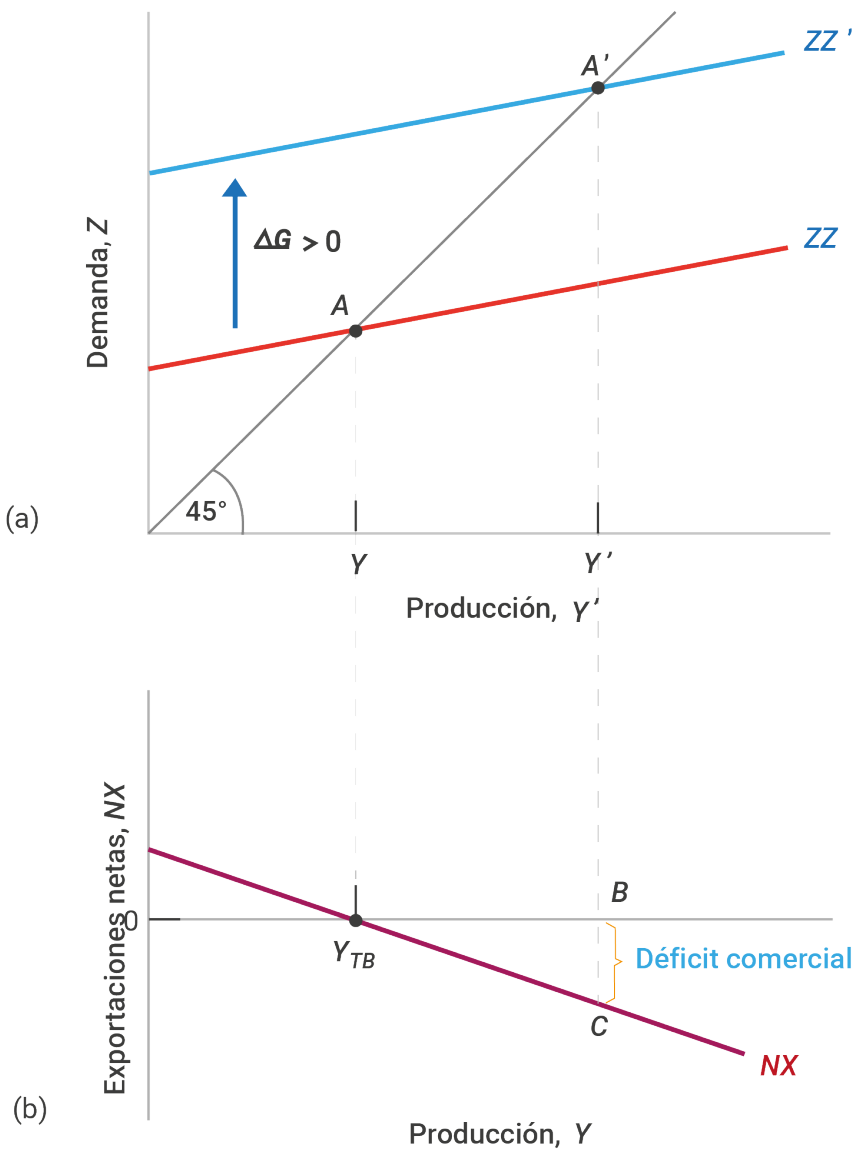 ZZ ’
A’
Demanda, Z
ΔG > 0
ZZ
A
45°
(a)
Y
Y’
Producción, Y’
Exportaciones netas, NX
B
0
Y_TB
Déficit comercial
C
NX
(b)
Producción, Y